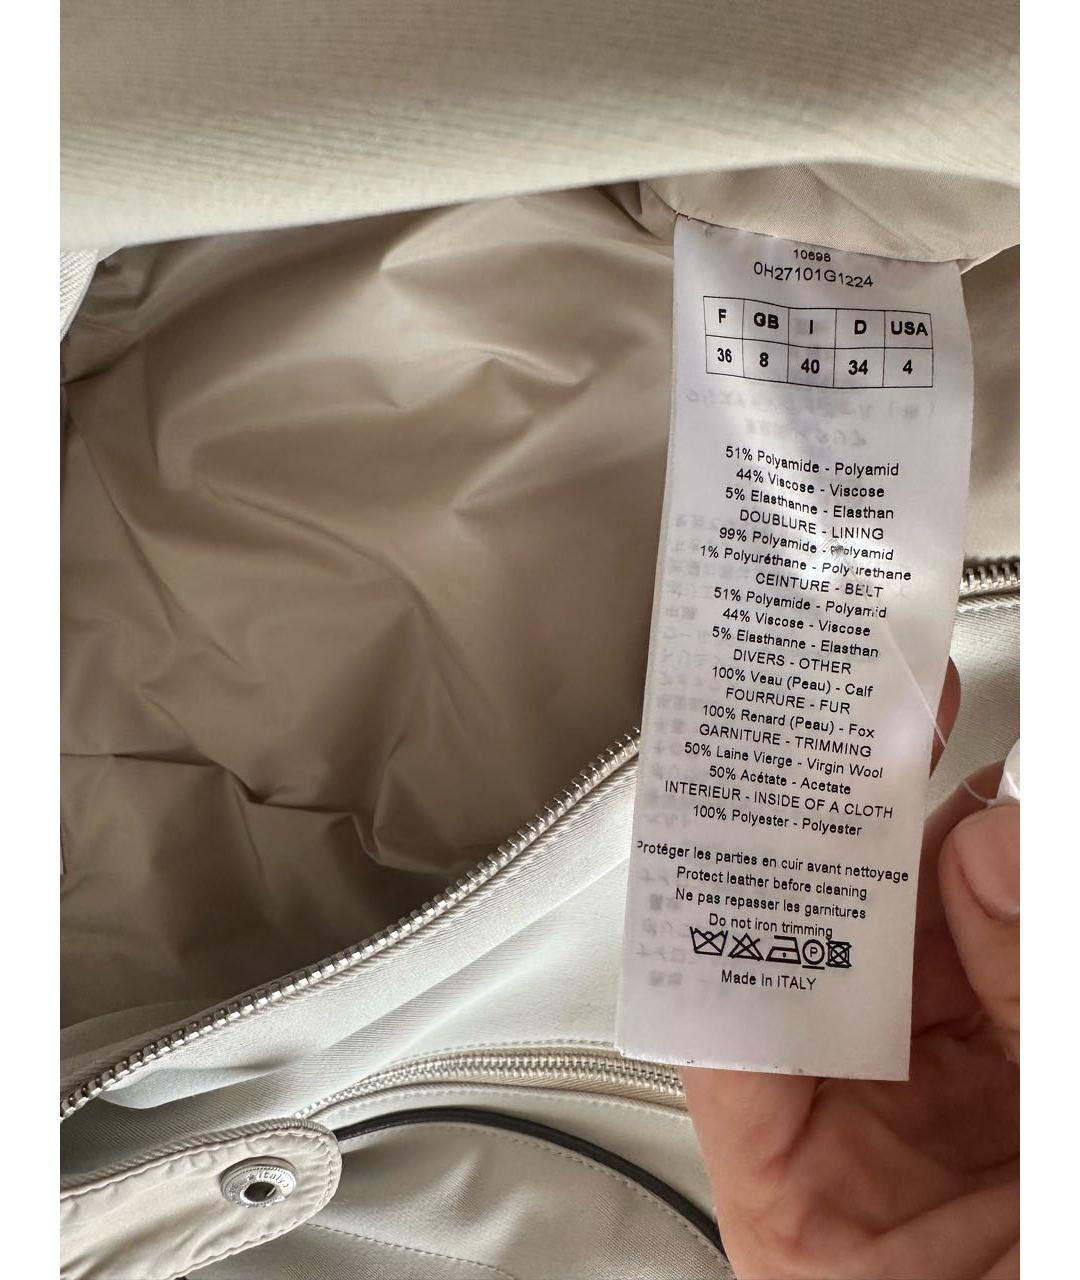 10698
0H27101G1224
F GB I D USA
36 8 40 34 4
51% Polyamide - Polyamid
44% Viscose - Viscose
5% Elasthanne - Elasthan
DOUBLURE - LINING
99% Polyamide - Polyamid
1% Polyuréthane - Polyurethane
CEINTURE - BELT
51% Polyamide - Polyamid
44% Viscose - Viscose
5% Elasthanne - Elasthan
DIVERS - OTHER
100% Veau (Peau) - Calf
FOURRURE - FUR
100% Renard (Peau) - Fox
GARNITURE - TRIMMING
50% Laine Vierge - Virgin Wool
50% Acétate - Acetate
INTERIEUR - INSIDE OF A CLOTH
100% Polyester - Polyester
Protéger les parties en cuir avant nettoyage
Protect leather before cleaning
Ne pas repasser les garnitures
Do not iron trimming
P
Made In ITALY
italy